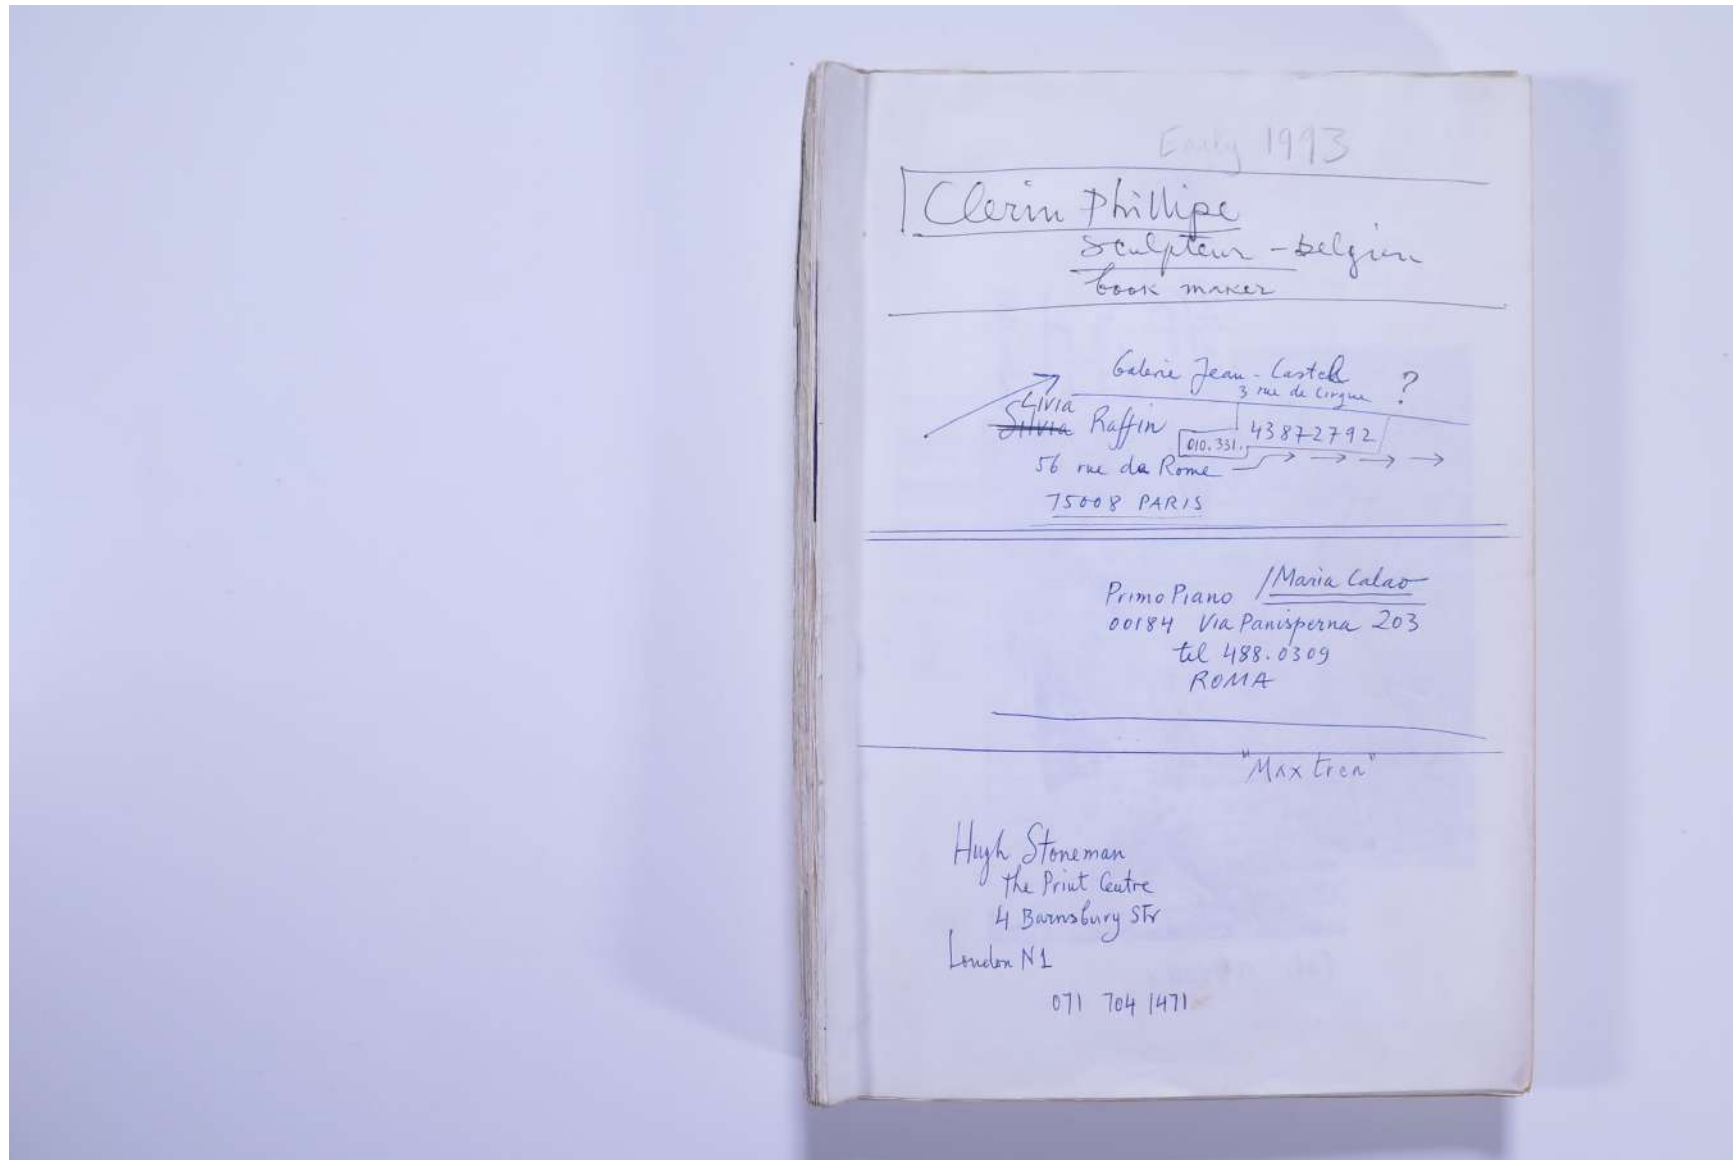 Early 1993
Clerin Phillipe
sculpteur - belgien
book maker
Galerie Jean-Castel
3 rue de Cirque ?
Livia
Silvia Raffin 010.331. 43872792
56 rue da Rome
75008 PARIS
Primo Piano / Maria Calao
00184 Via Panisperna 203
tel 488.0309
ROMA
"Max tren"
Hugh Stoneman
the Print Centre
4 Barnsbury Str
London N1
071 704 1471